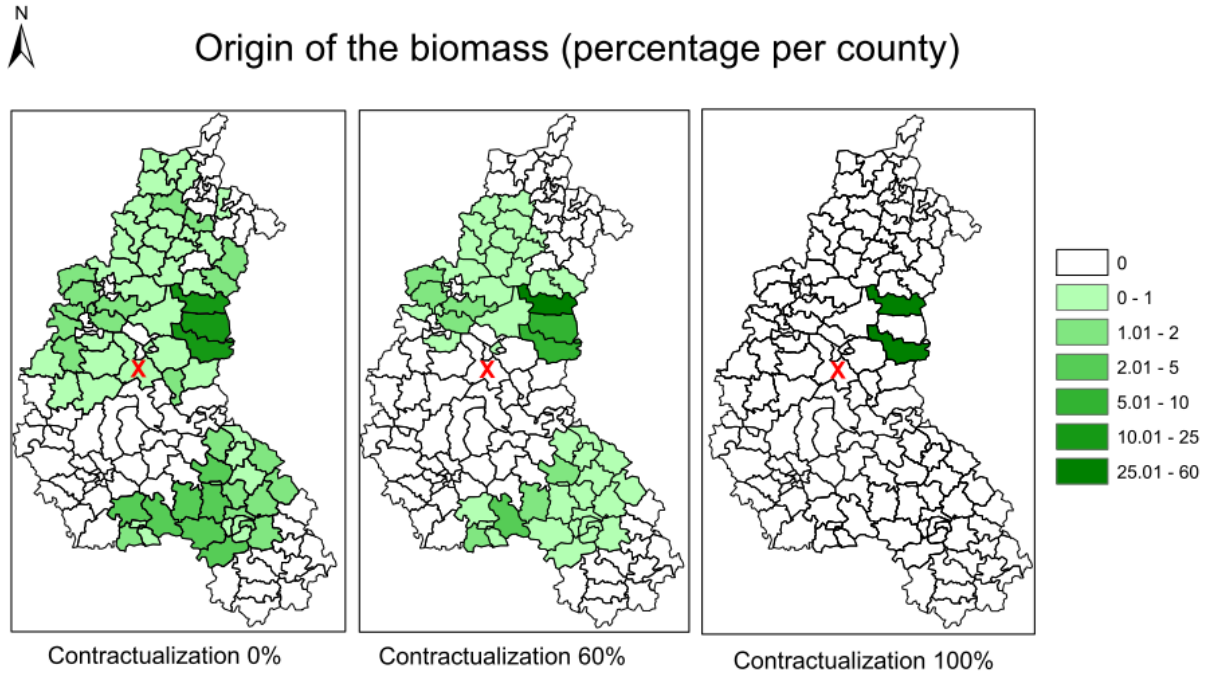 N
Origin of the biomass (percentage per county)
X
X
X
0
0 - 1
1.01 - 2
2.01 - 5
5.01 - 10
10.01 - 25
25.01 - 60
Contractualization 0%
Contractualization 60%
Contractualization 100%